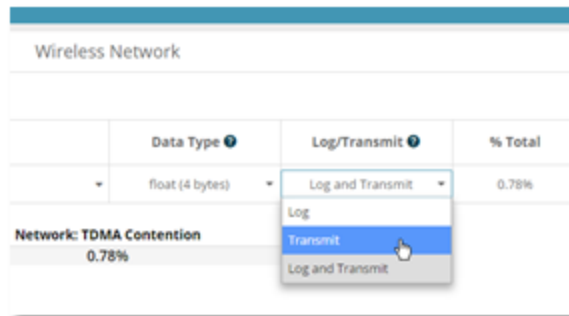 Wireless Network
Data Type ? Log/Transmit ? % Total
float (4 bytes) Log and Transmit 0.78%
Log
Network: TDMA Contention
Transmit
0.78%
Log and Transmit